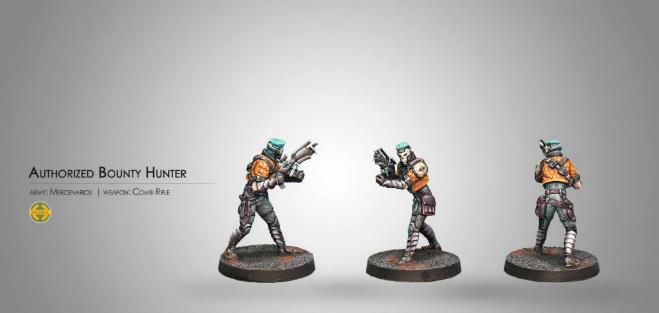 Authorized Bounty Hunter
army: Mercenarios | weapon: Combi Rifle